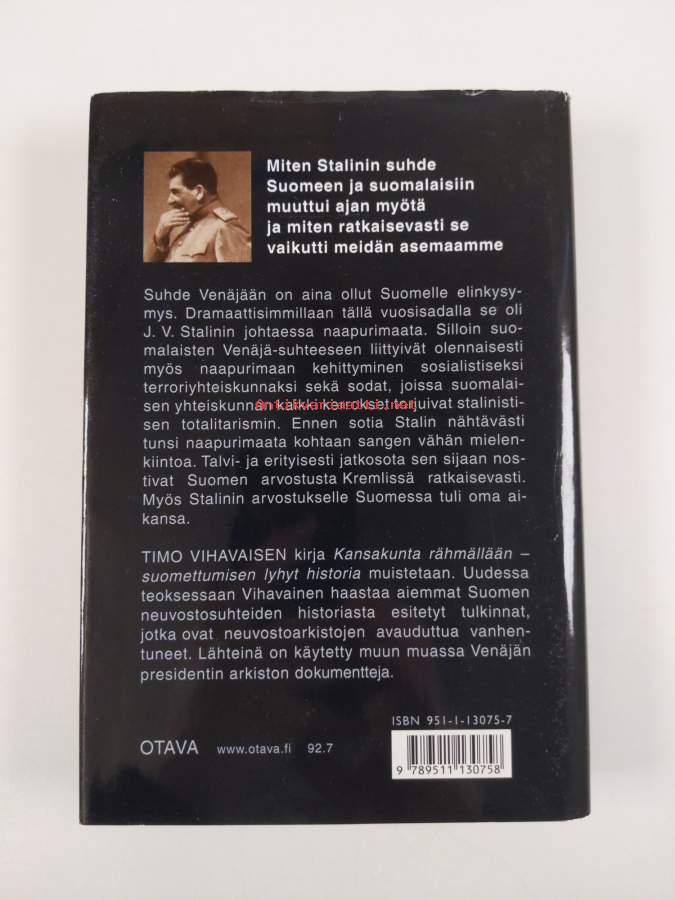 Miten Stalinin suhde
Suomeen ja suomalaisiin
muuttui ajan myötä
ja miten ratkaisevasti se
vaikutti meidän asemaamme
Suhde Venäjään on aina ollut Suomelle elinkysy-
mys. Dramaattisimmillaan tällä vuosisadalla se oli
J. V. Stalinin johtaessa naapurimaata. Silloin suo-
malaisten Venäjä-suhteeseen liittyivät olennaisesti
myös naapurimaan kehittyminen sosialistiseksi
terroriyhteiskunnaksi sekä sodat, joissa suomalai-
sen yhteiskunnan kaikki kerrokset torjuivat stalinisti-
sen totalitarismin. Ennen sotia Stalin nähtävästi
tunsi naapurimaata kohtaan sangen vähän mielen-
kiintoa. Talvi- ja erityisesti jatkosota sen sijaan nos-
tivat Suomen arvostusta Kremlissä ratkaisevasti.
Myös Stalinin arvostukselle Suomessa tuli oma ai-
kansa.
TIMO VIHAVAISEN kirja Kansakunta rähmällään –
suomettumisen lyhyt historia muistetaan. Uudessa
teoksessaan Vihavainen haastaa aiemmat Suomen
neuvostosuhteiden historiasta esitetyt tulkinnat,
jotka ovat neuvostoarkistojen avauduttua vanhen-
tuneet. Lähteinä on käytetty muun muassa Venäjän
presidentin arkiston dokumentteja.
ISBN 951-1-13075-7
OTAVA www.otava.fi 92.7
9 789511 130758